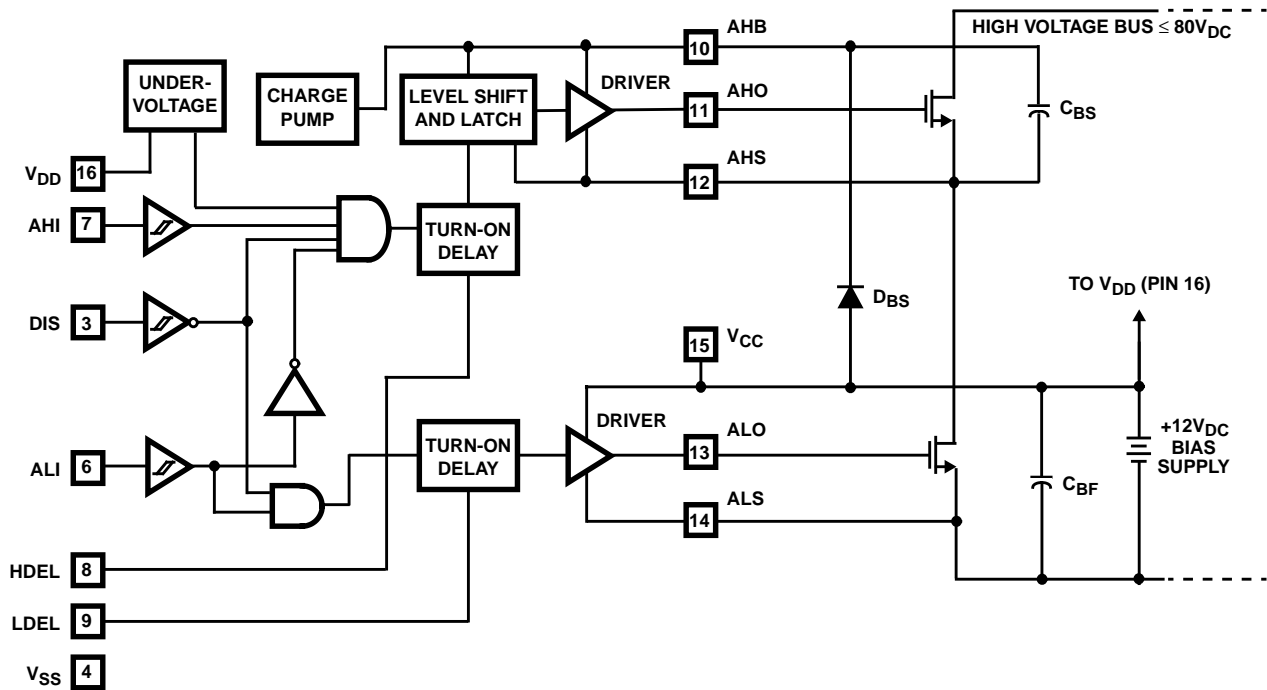 AHB
10
HIGH VOLTAGE BUS ≤ 80VDC
UNDER-
VOLTAGE
CHARGE
PUMP
LEVEL SHIFT
AND LATCH
DRIVER
AHO
11
CBS
AHS
12
VDD 16
AHI 7
TURN-ON
DELAY
DIS 3
DBS
TO VDD (PIN 16)
15
VCC
ALI 6
TURN-ON
DELAY
DRIVER
ALO
13
ALS
14
CBF
+12VDC
BIAS
SUPPLY
HDEL 8
LDEL 9
VSS 4